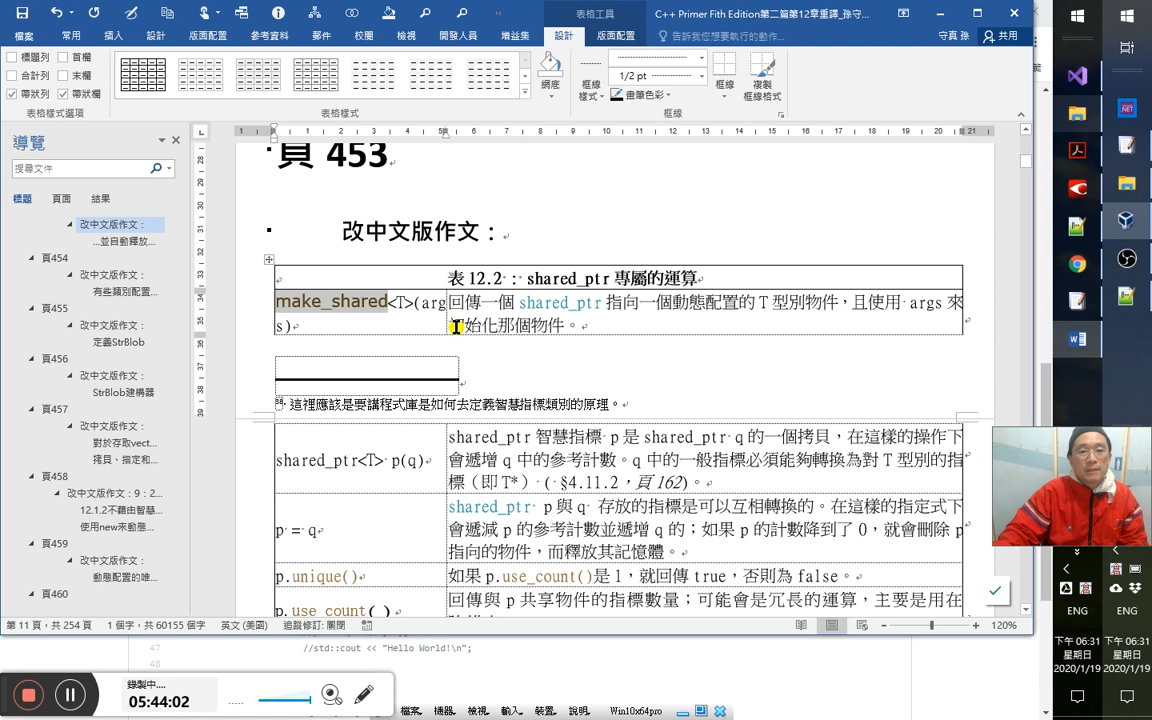 表格工具
C++ Primer Fith Edition第二篇第12章重譯_孫守...
檔案 常用 插入 設計 版面配置 參考資料 郵件 校閱 檢視 開發人員 增益集 設計 版面配置 告訴我您想要執行的動作... 守真 孫 共用
標題列 首欄
合計列 末欄
帶狀列 帶狀欄
表格樣式選項
表格樣式
網底
框線樣式
1/2 pt
畫筆色彩
框線
框線
複製框線格式
導覽
搜尋文件
標題 頁面 結果
改中文版作文：
...並自動釋放...
頁454
改中文版作文：
有些類別配置...
頁455
改中文版作文：
定義StrBlob
頁456
改中文版作文：
StrBlob建構器
頁457
改中文版作文：
對於存取vect...
拷貝、指定和...
頁458
改中文版作文：9：2...
12.1.2不藉由智慧...
使用new來動態...
頁459
改中文版作文：
動態配置的唯...
頁460
頁 453
改中文版作文：
表 12.2：shared_ptr 專屬的運算
make_shared<T>(args) 回傳一個 shared_ptr 指向一個動態配置的 T 型別物件，且使用 args 來
始化那個物件。
這裡應該是要講程式庫是如何去定義智慧指標類別的原理。
shared_ptr<T> p(q) shared_ptr 智慧指標 p 是 shared_ptr q 的一個拷貝，在這樣的操作下
會遞增 q 中的參考計數。q 中的一般指標必須能夠轉換為對 T 型別的指
標（即 T*）( §4.11.2，頁 162)。
p = q shared_ptr p 與 q 存放的指標是可以互相轉換的。在這樣的指定式下
會遞減 p 的參考計數並遞增 q 的；如果 p 的計數降到了 0，就會刪除 p
指向的物件，而釋放其記憶體。
p.unique() 如果 p.use_count()是 1，就回傳 true，否則為 false。
p.use_count() 回傳與 p 共享物件的指標數量；可能會是冗長的運算，主要是用在
第 11 頁，共 254 頁 1 個字，共 60155 個字 英文 (美國) 追蹤修訂: 關閉 120%
47 //std::cout << "Hello World!\n";
48
錄製中....
05:44:02
檔案 機器 檢視 輸入 裝置 說明 Win10x64pro
ENG ENG
下午 06:31 下午 06:31
星期日 星期日
2020/1/19 2020/1/19